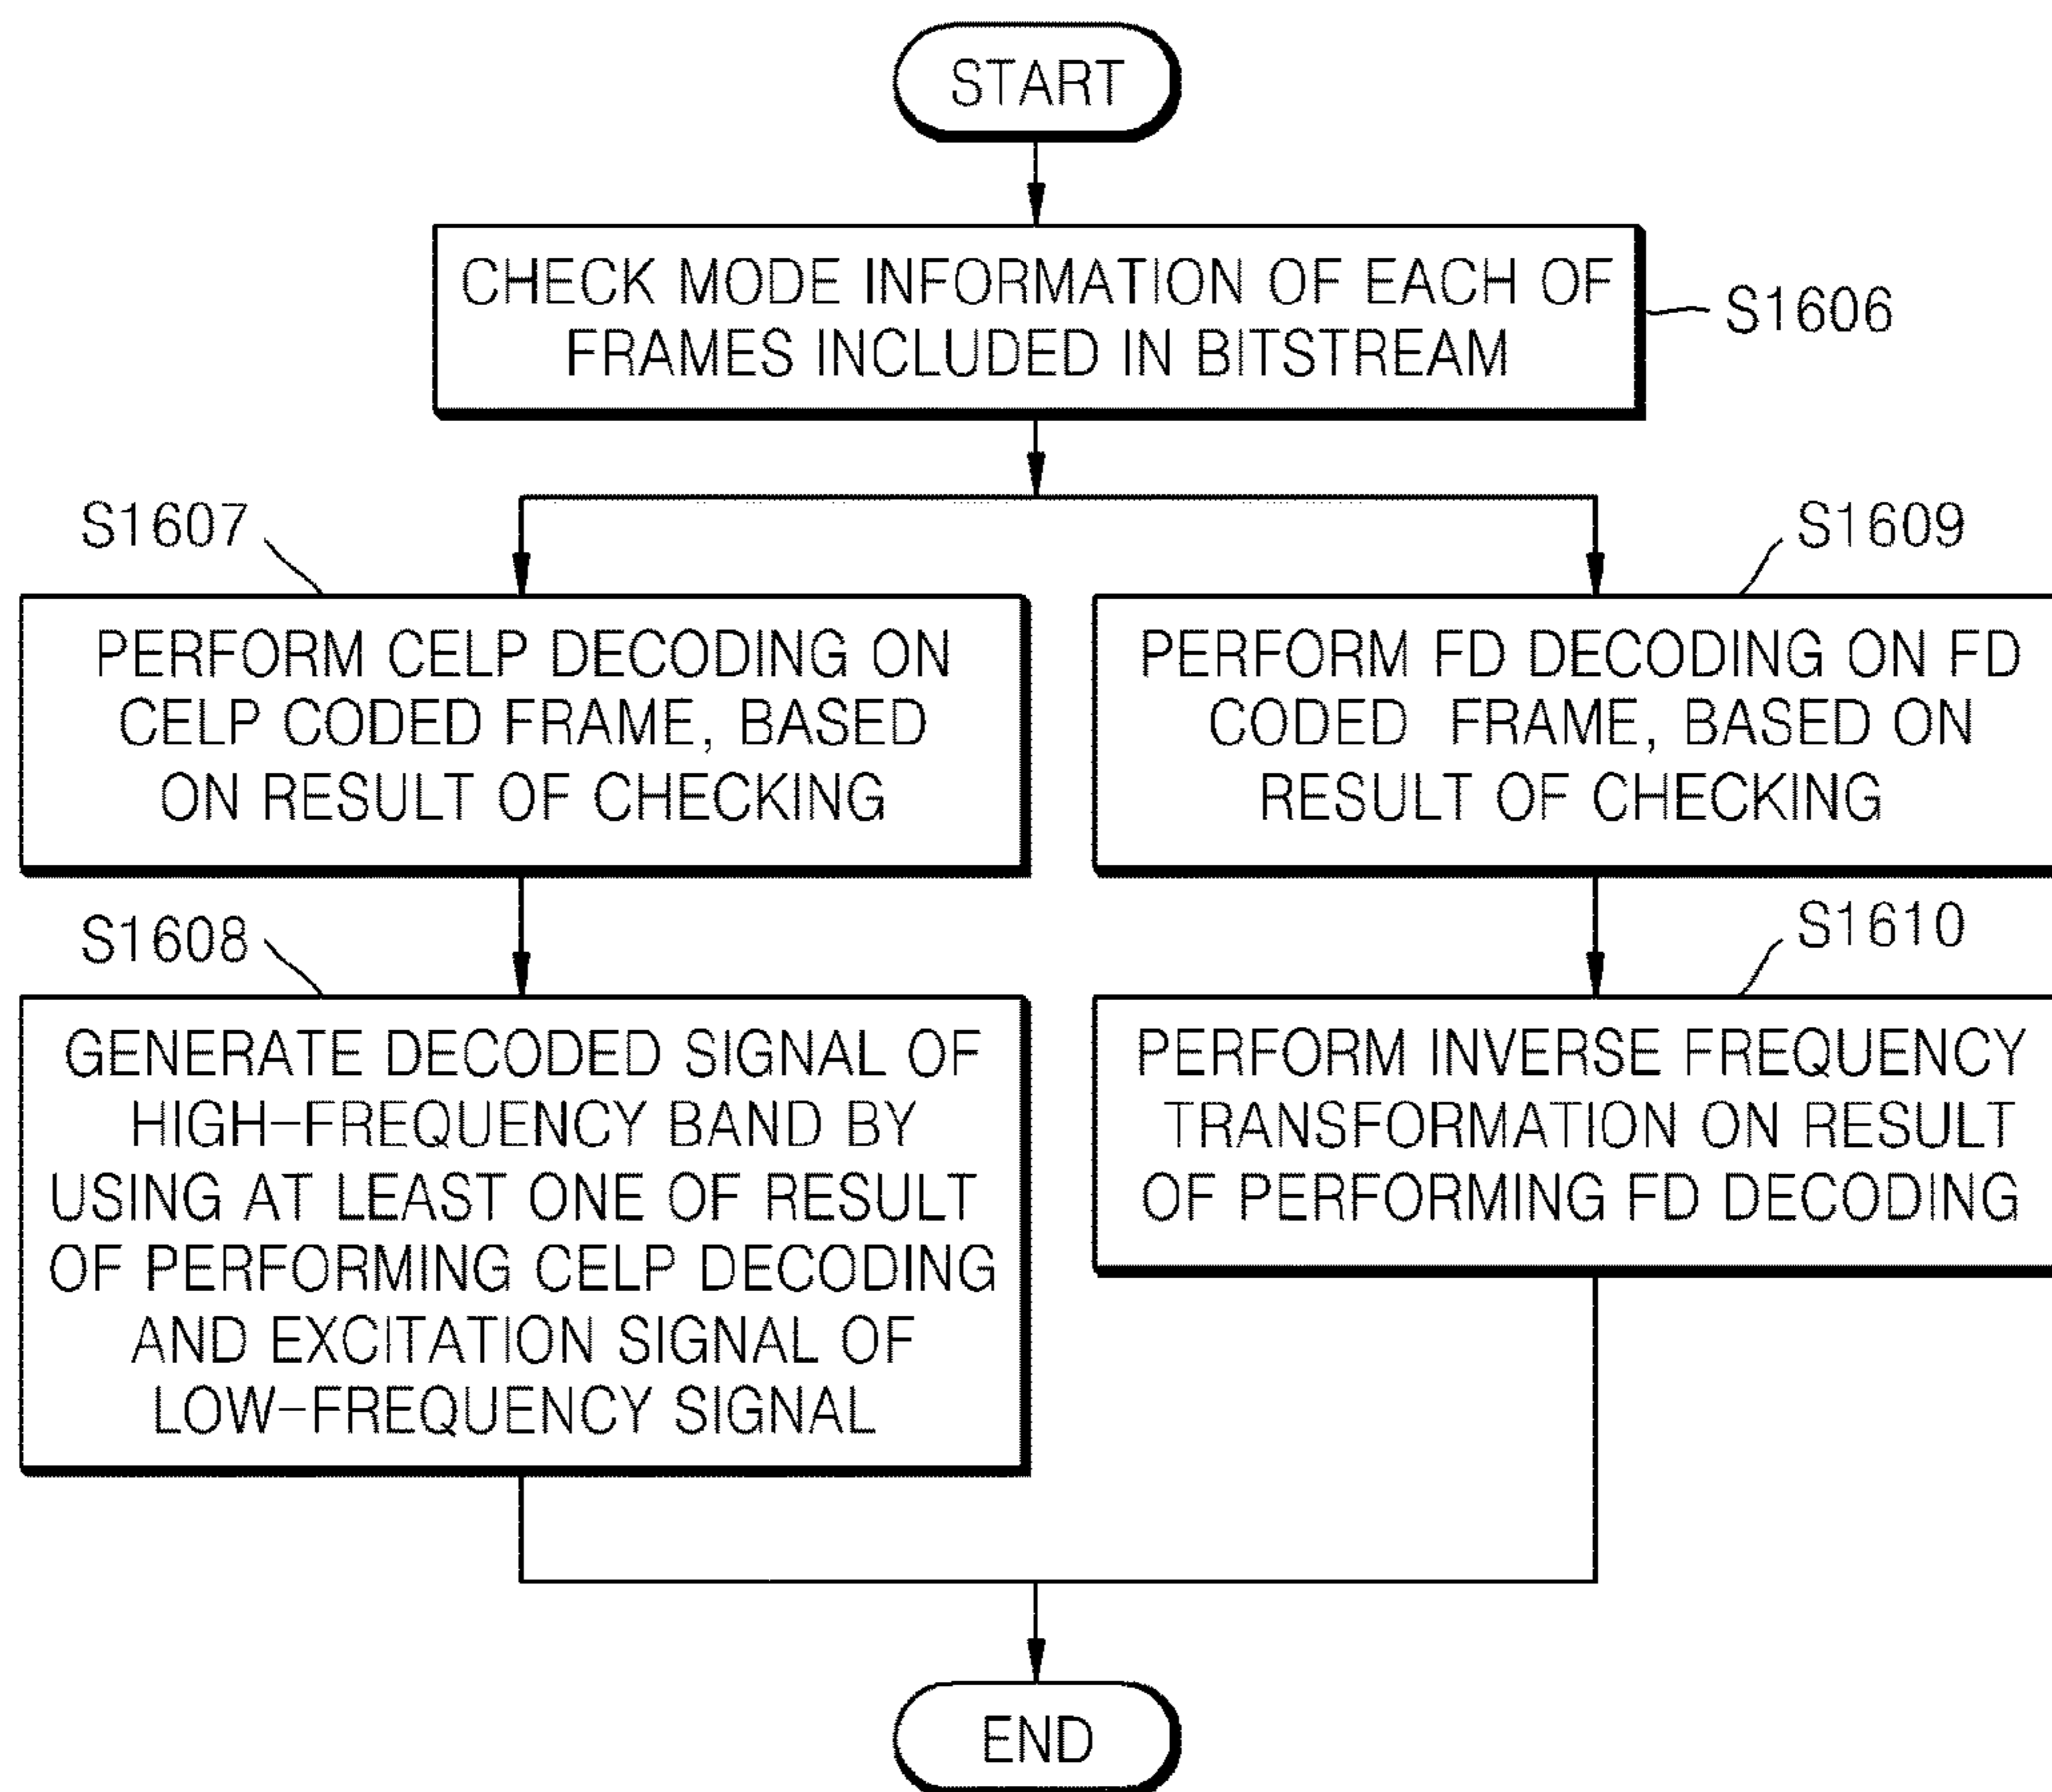 START
CHECK MODE INFORMATION OF EACH OF
FRAMES INCLUDED IN BITSTREAM
S1606
S1607
PERFORM CELP DECODING ON
CELP CODED FRAME, BASED
ON RESULT OF CHECKING
S1609
PERFORM FD DECODING ON FD
CODED FRAME, BASED ON
RESULT OF CHECKING
S1608
GENERATE DECODED SIGNAL OF
HIGH-FREQUENCY BAND BY
USING AT LEAST ONE OF RESULT
OF PERFORMING CELP DECODING
AND EXCITATION SIGNAL OF
LOW-FREQUENCY SIGNAL
S1610
PERFORM INVERSE FREQUENCY
TRANSFORMATION ON RESULT
OF PERFORMING FD DECODING
END